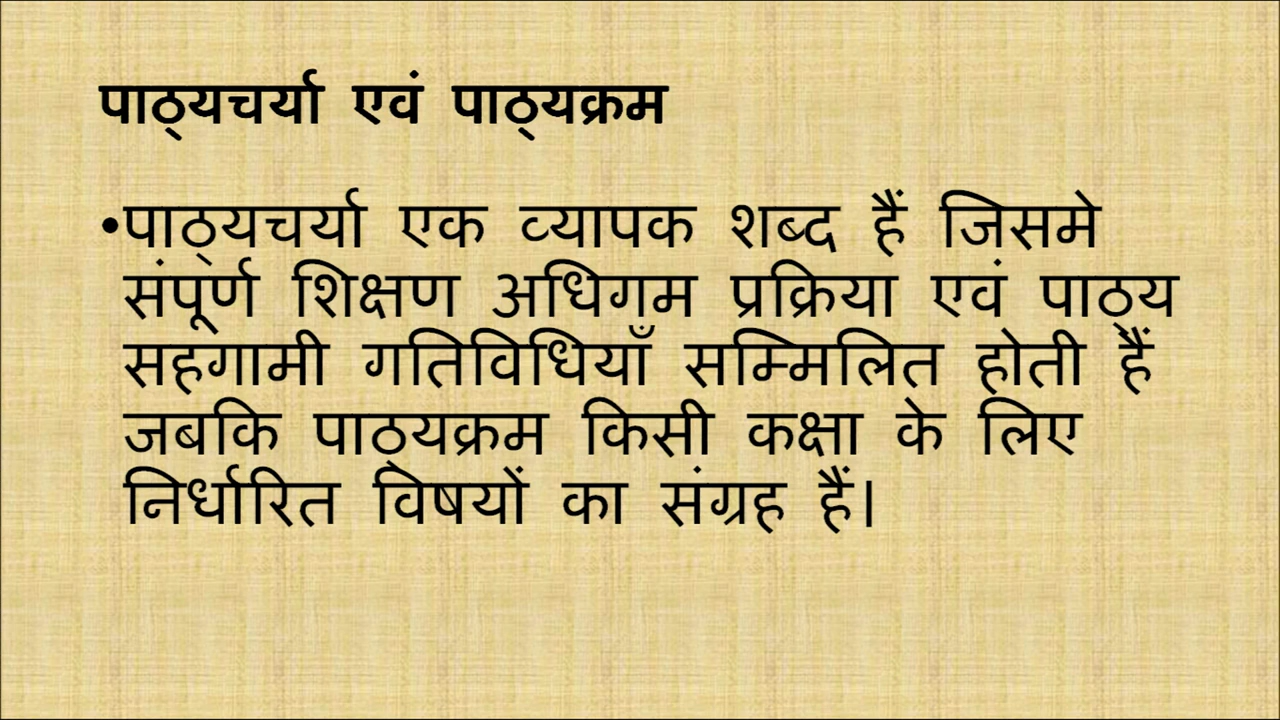 पाठ्यचर्या एवं पाठ्यक्रम
•पाठ्यचर्या एक व्यापक शब्द हैं जिसमे
संपूर्ण शिक्षण अधिगम प्रक्रिया एवं पाठ्य
सहगामी गतिविधियाँ सम्मिलित होती हैं
जबकि पाठ्यक्रम किसी कक्षा के लिए
निर्धारित विषयों का संग्रह हैं।